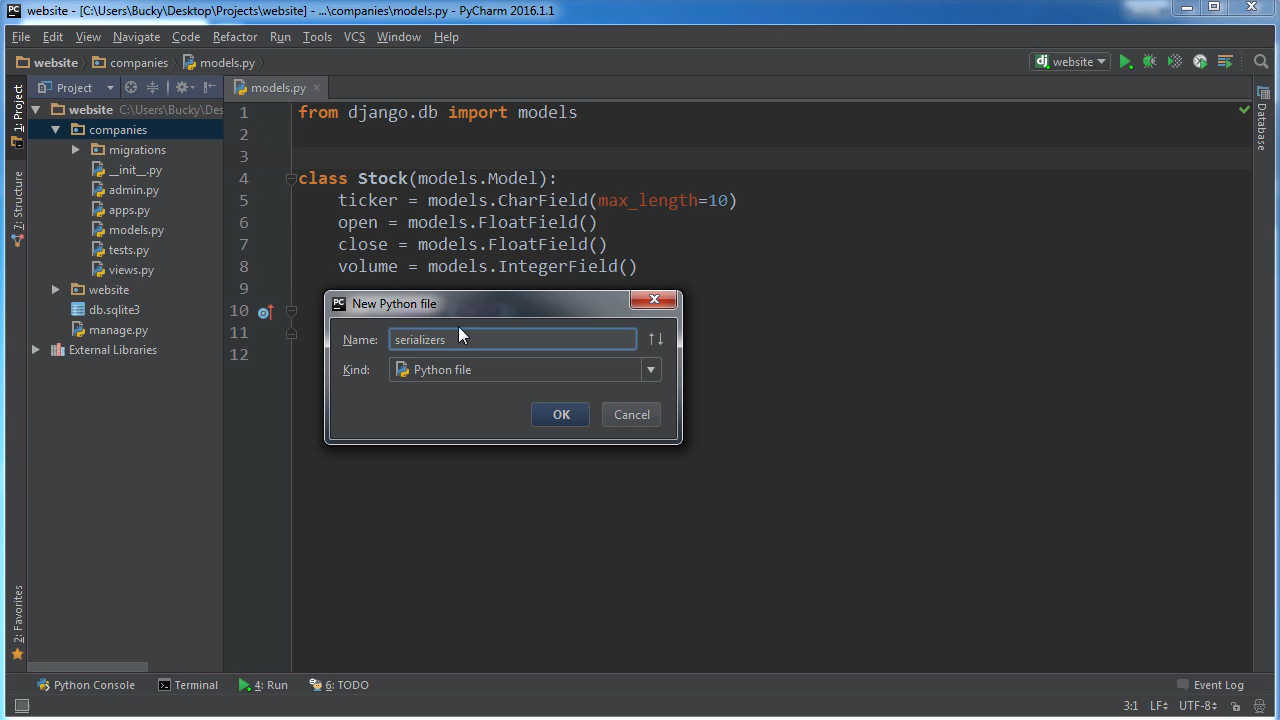 website - [C:\Users\Bucky\Desktop\Projects\website] - ...\companies\models.py - PyCharm 2016.1.1
File Edit View Navigate Code Refactor Run Tools VCS Window Help
website companies models.py website
1: Project
7: Structure
2: Favorites
Project
website C:\Users\Bucky\Des
companies
migrations
__init__.py
admin.py
apps.py
models.py
tests.py
views.py
website
db.sqlite3
manage.py
External Libraries
models.py
1 from django.db import models
2
3
4 class Stock(models.Model):
5 ticker = models.CharField(max_length=10)
6 open = models.FloatField()
7 close = models.FloatField()
8 volume = models.IntegerField()
9
10
11
12
New Python file
Name: serializers
Kind: Python file
OK Cancel
Database
Python Console Terminal 4: Run 6: TODO Event Log
3:1 LF UTF-8